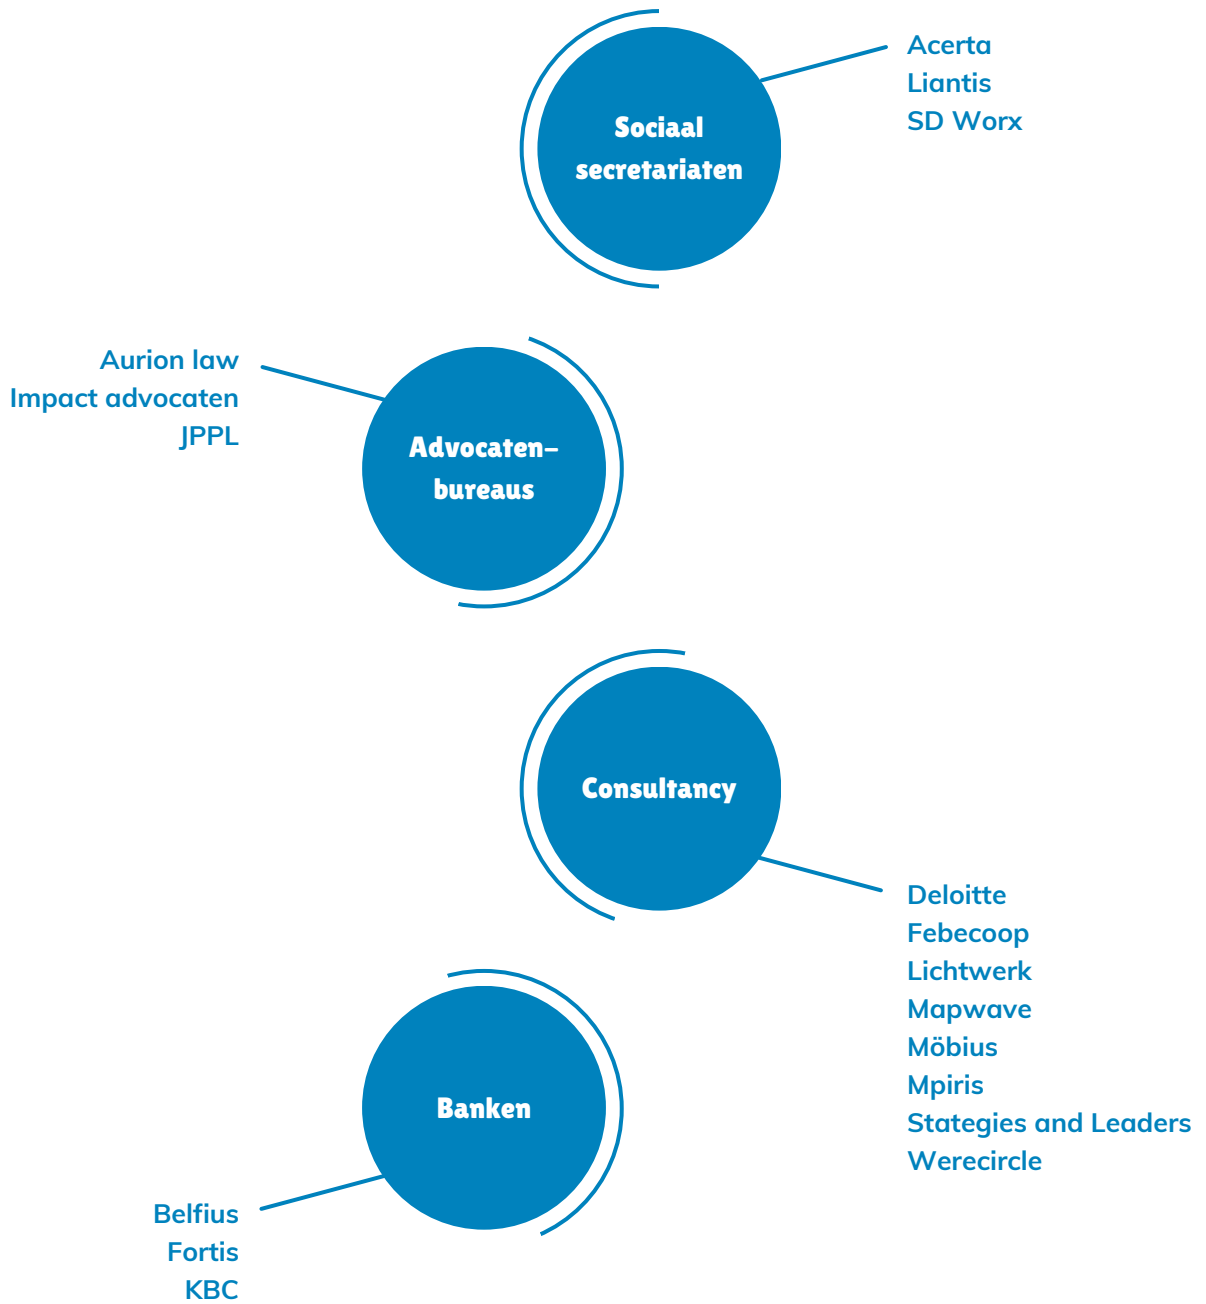 Sociaal
secretariaten
Acerta
Liantis
SD Worx
Aurion law
Impact advocaten
JPPL
Advocaten-
bureaus
Consultancy
Deloitte
Febecoop
Lichtwerk
Mapwave
Möbius
Mpiris
Stategies and Leaders
Werecircle
Banken
Belfius
Fortis
KBC